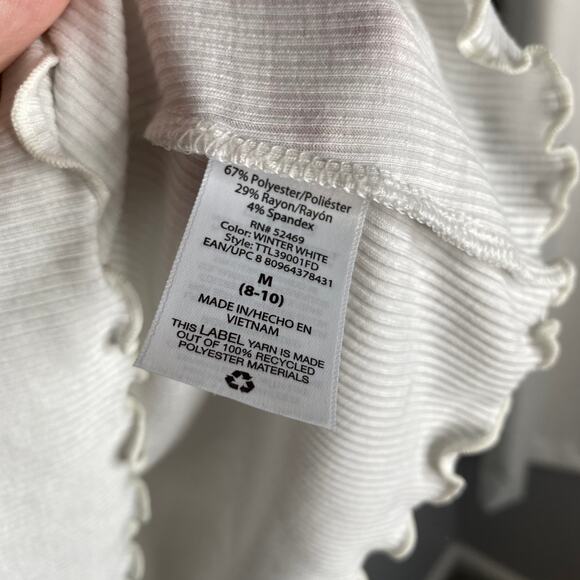 67% Polyester/Poliéster
29% Rayon/Rayón
4% Spandex
RN# 52469
Color: WINTER WHITE
Style: TTL39001FD
EAN/UPC 8 80964378431
M
(8-10)
MADE IN/HECHO EN
VIETNAM
THIS LABEL YARN IS MADE
OUT OF 100% RECYCLED
POLYESTER MATERIALS